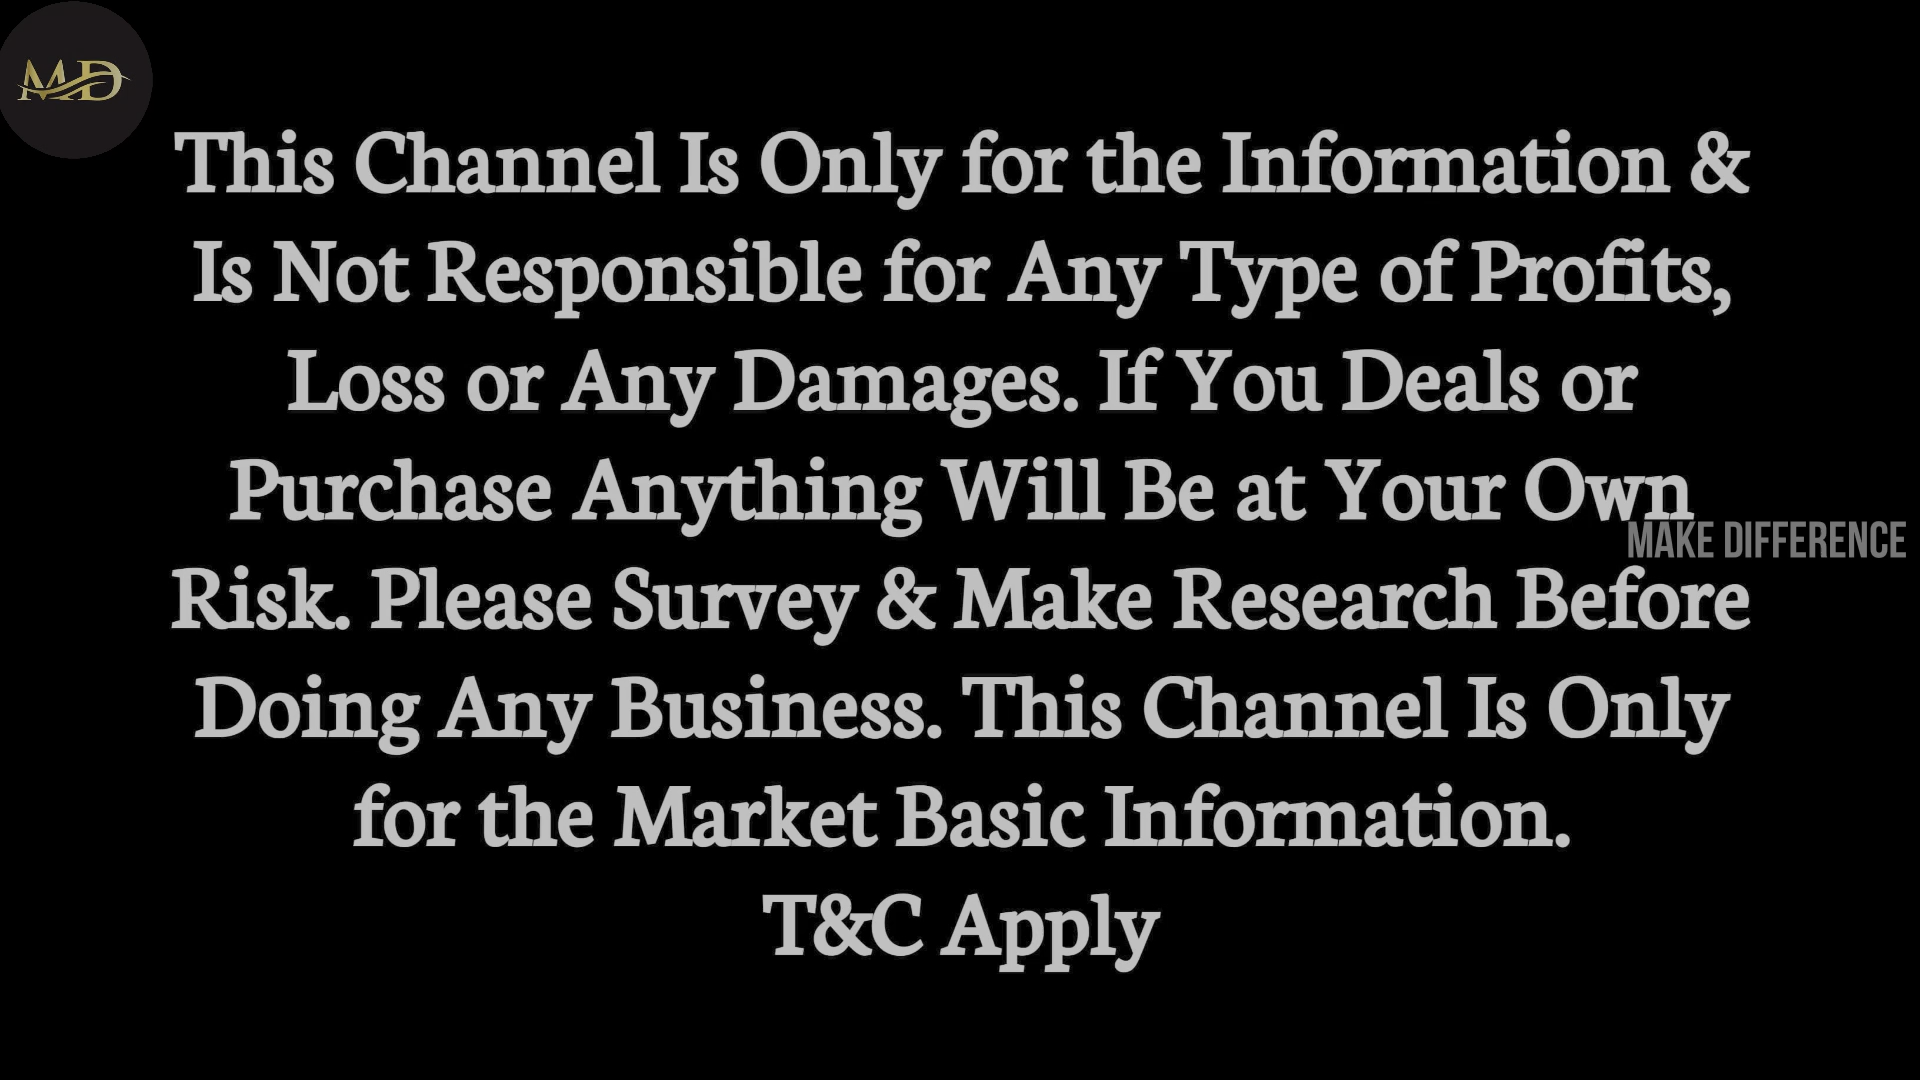 MD
This Channel Is Only for the Information &
Is Not Responsible for Any Type of Profits,
Loss or Any Damages. If You Deals or
Purchase Anything Will Be at Your Own
MAKE DIFFERENCE
Risk. Please Survey & Make Research Before
Doing Any Business. This Channel Is Only
for the Market Basic Information.
T&C Apply